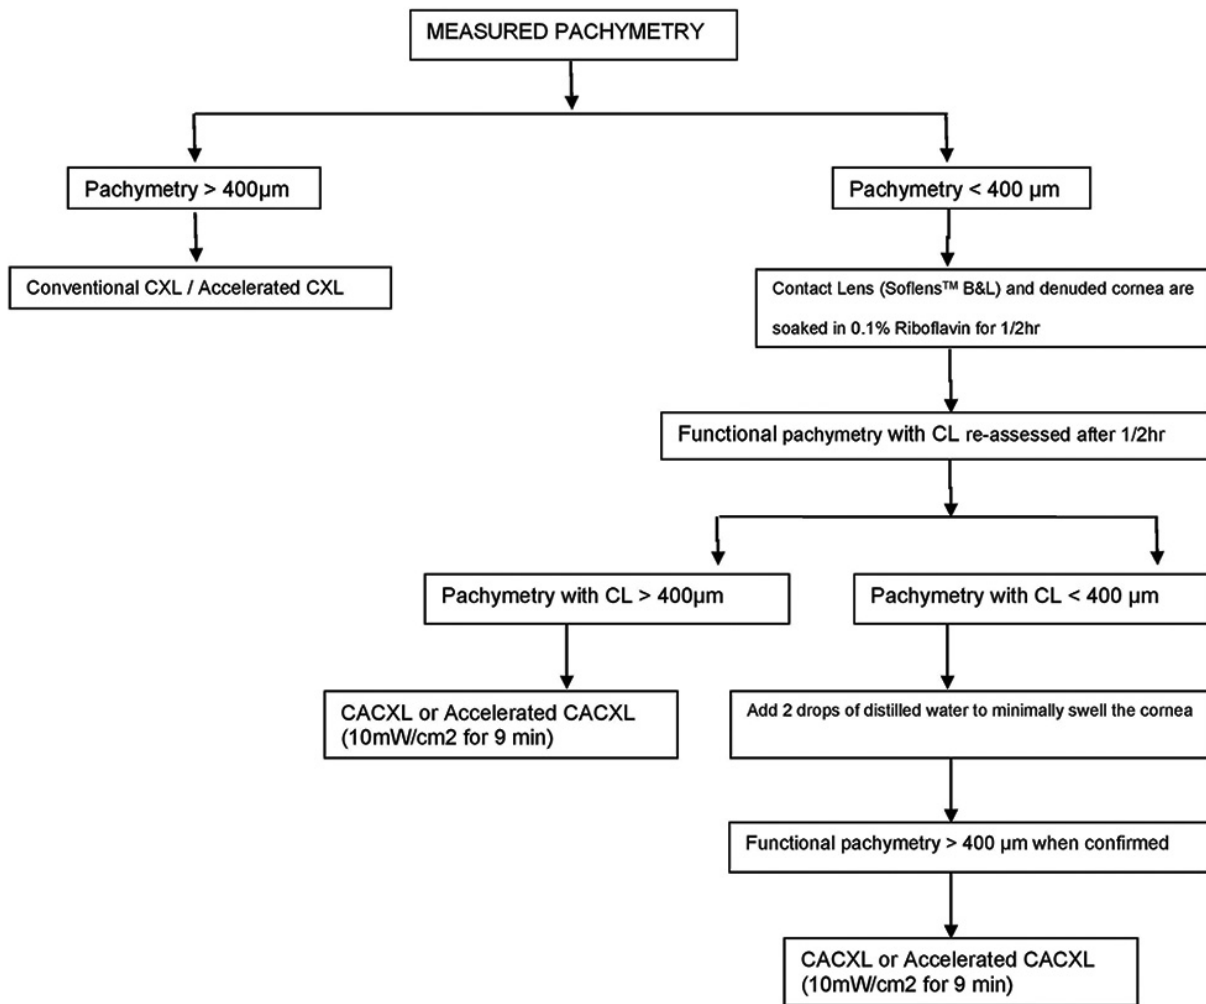 MEASURED PACHYMETRY
Pachymetry > 400µm
Pachymetry < 400 µm
Conventional CXL / Accelerated CXL
Contact Lens (Soflens™ B&L) and denuded cornea are
soaked in 0.1% Riboflavin for 1/2hr
Functional pachymetry with CL re-assessed after 1/2hr
Pachymetry with CL > 400µm
Pachymetry with CL < 400 µm
CACXL or Accelerated CACXL
(10mW/cm2 for 9 min)
Add 2 drops of distilled water to minimally swell the cornea
Functional pachymetry > 400 µm when confirmed
CACXL or Accelerated CACXL
(10mW/cm2 for 9 min)